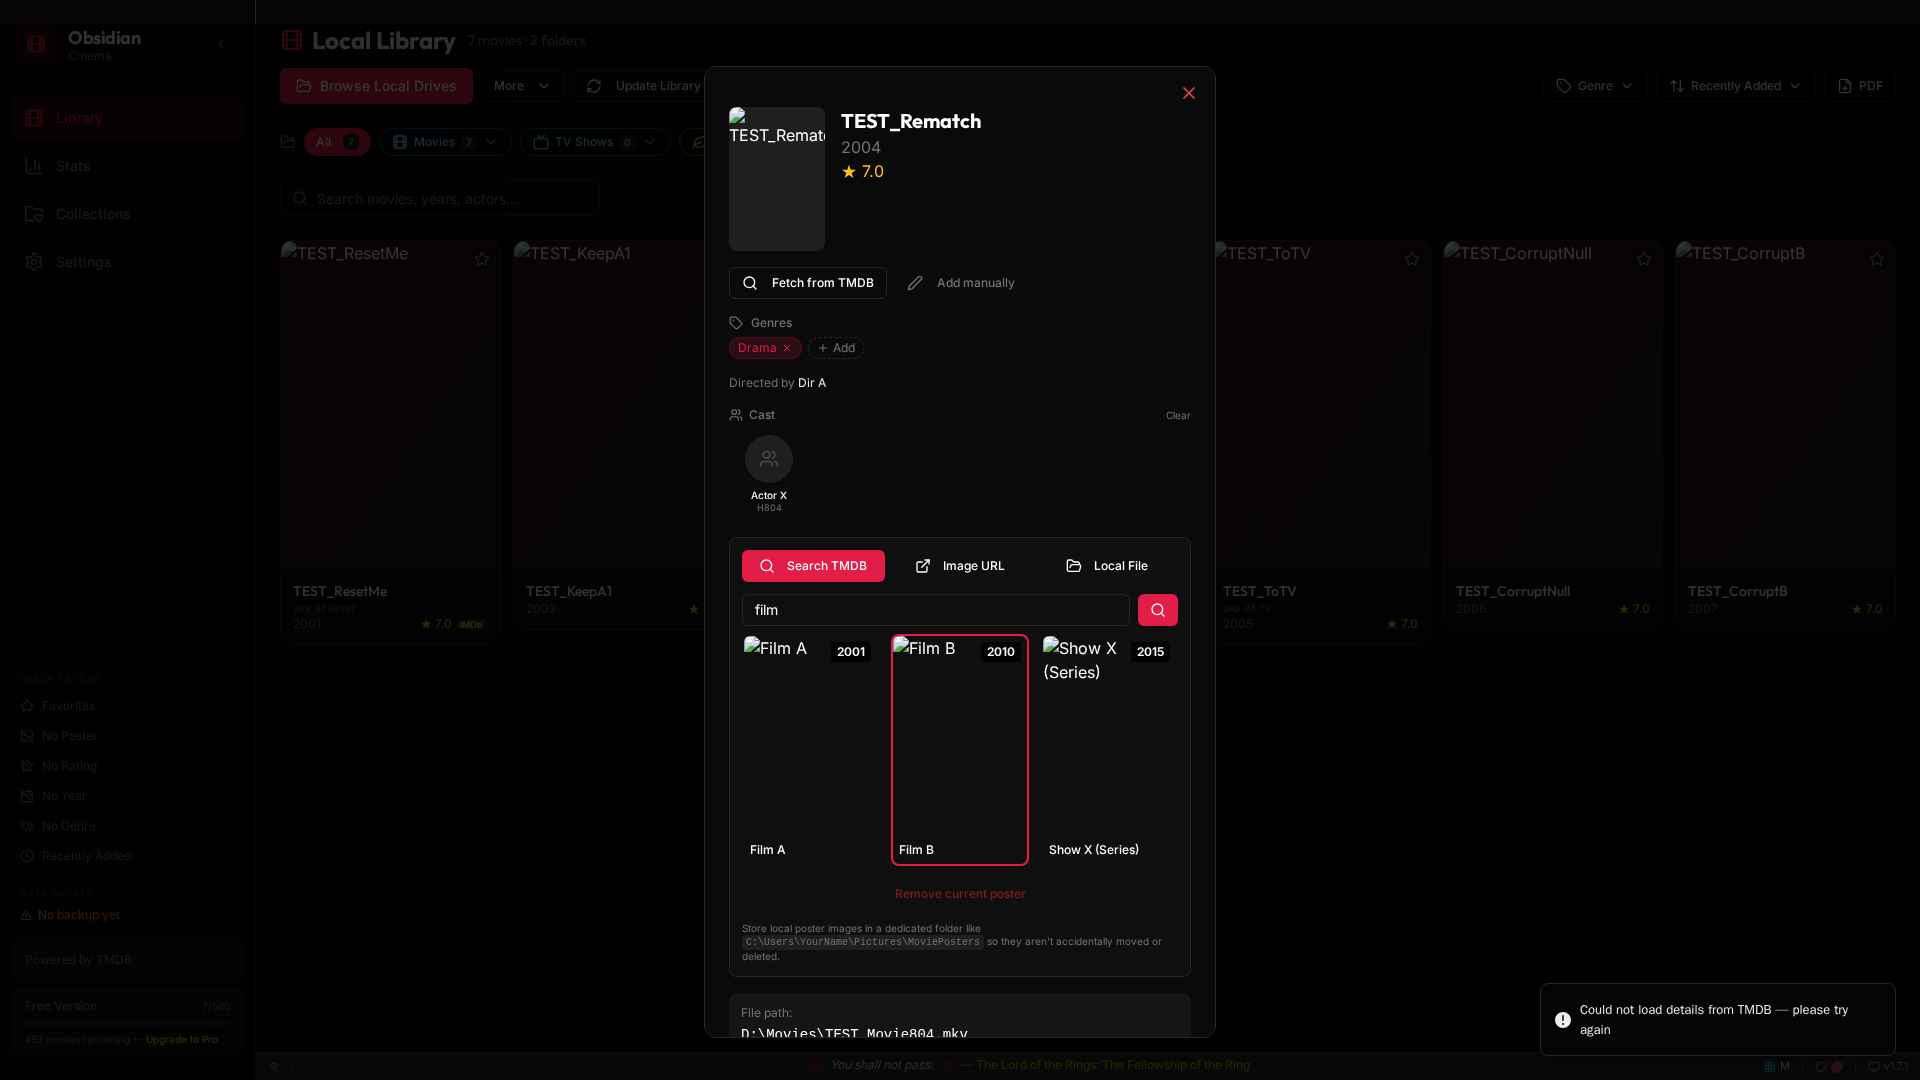 Obsidian
Cinema
Library
Stats
Collections
Settings
Favorites
No Poster
No Rating
No Year
No Genre
Recently Added
No backup yet
Powered by TMDB
Free Version
Upgrade to Pro
Local Library
7 movies·2 folders
Browse Local Drives
More
Update Library
Genre
Recently Added
PDF
All 7
Movies 7
TV Shows 0
Search movies, years, actors...
TEST_ResetMe
TEST_KeepA1
TEST_ToTV
TEST_CorruptNull
TEST_CorruptB
TEST_ResetMe
2001
★ 7.0 IMDb
TEST_KeepA1
2003
TEST_ToTV
2005
★ 7.0
TEST_CorruptNull
2006
★ 7.0
TEST_CorruptB
2007
★ 7.0
TEST_Remat
TEST_Rematch
2004
★ 7.0
Fetch from TMDB
Add manually
Genres
Drama ×
+ Add
Directed by Dir A
Cast
Clear
Actor X
H804
Search TMDB
Image URL
Local File
film
Film A
2001
Film B
2010
Show X
(Series)
2015
Film A
Film B
Show X (Series)
Remove current poster
Store local poster images in a dedicated folder like
C:\Users\YourName\Pictures\MoviePosters so they aren't accidentally moved or
deleted.
File path:
D:\Movies\TEST_Movie804.mkv
Could not load details from TMDB — please try
again
You shall not pass!
— The Lord of the Rings: The Fellowship of the Ring
M